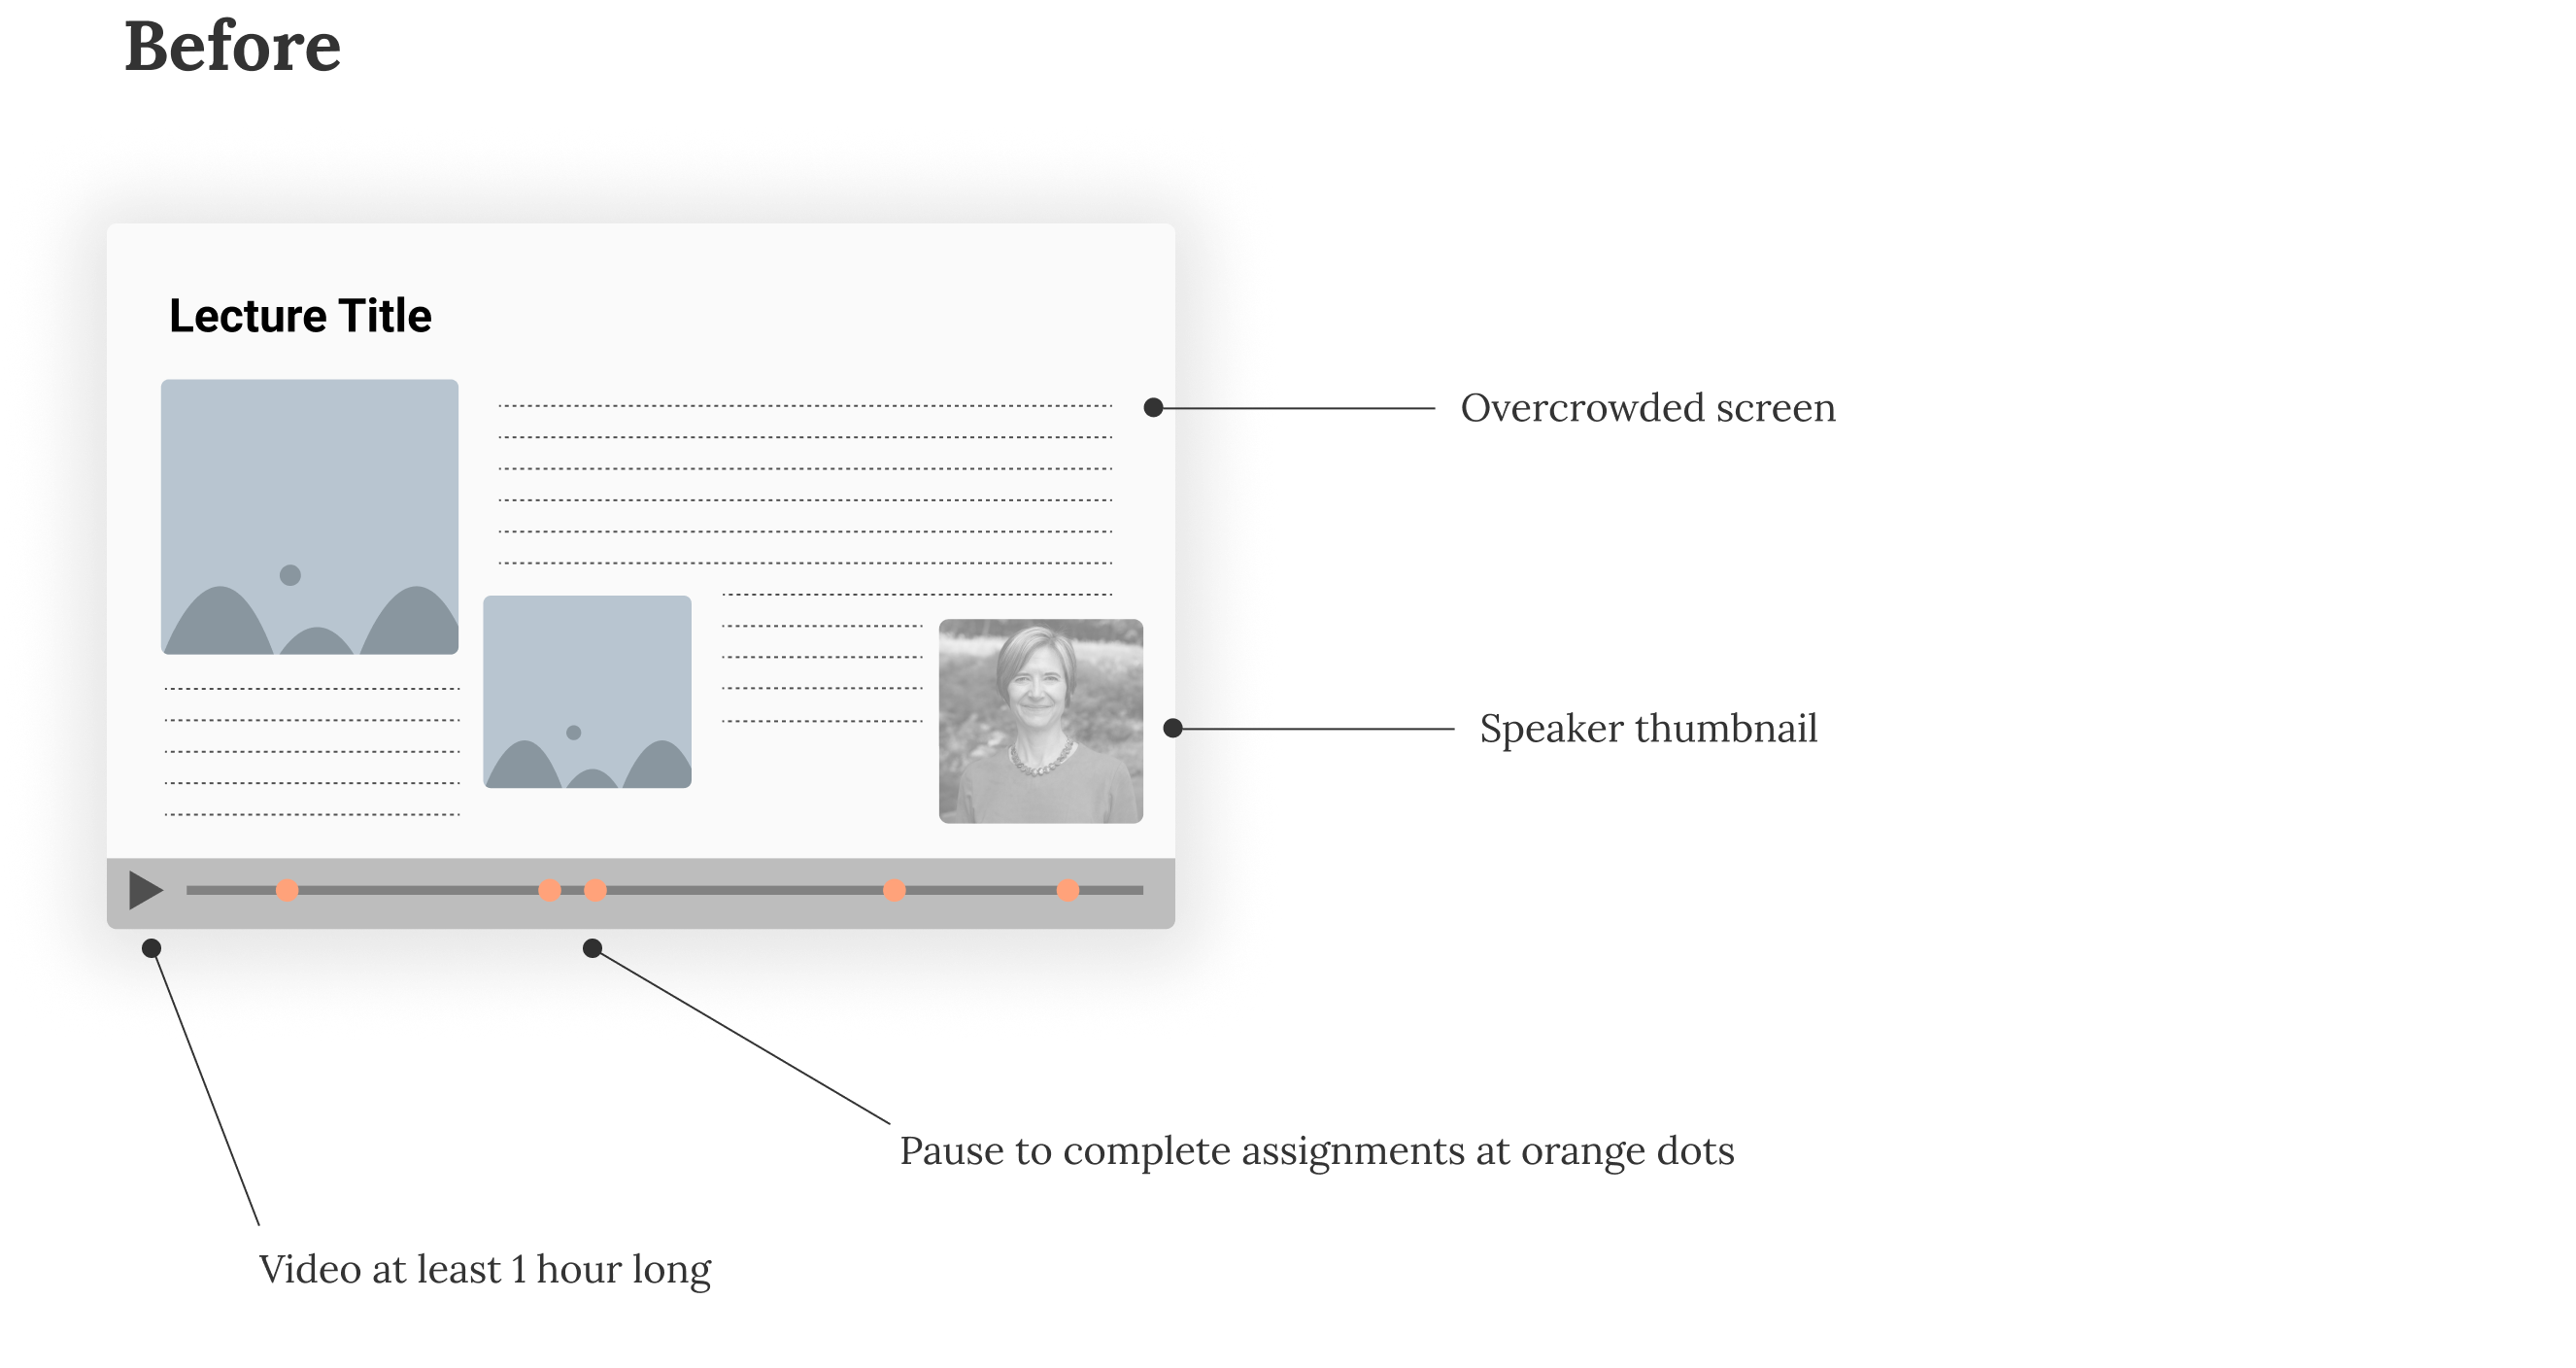 Before
Lecture Title
Overcrowded screen
Speaker thumbnail
Pause to complete assignments at orange dots
Video at least 1 hour long